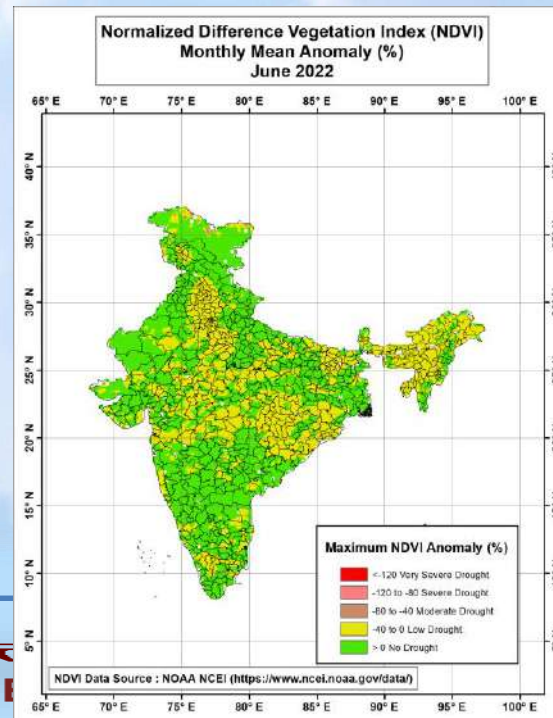 Normalized Difference Vegetation Index (NDVI)
Monthly Mean Anomaly (%)
June 2022
65° E 70° E 75° E 80° E 85° E 90° E 95° E 100° E
40° N
35° N
30° N
25° N
20° N
15° N
10° N
5° N
Maximum NDVI Anomaly (%)
<-120 Very Severe Drought
-120 to -80 Severe Drought
-80 to -40 Moderate Drought
-40 to 0 Low Drought
> 0 No Drought
NDVI Data Source : NOAA NCEI (https://www.ncei.noaa.gov/data/)
65° E 70° E 75° E 80° E 85° E 90° E 95° E 100° E